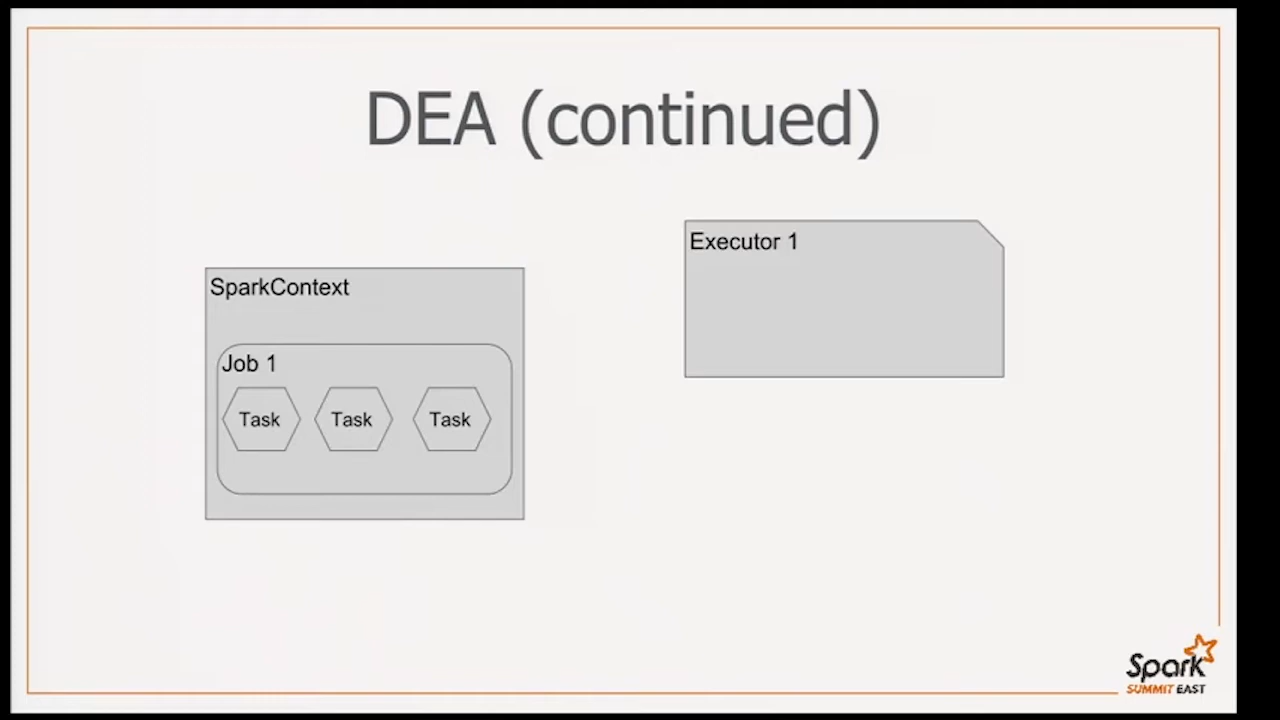 DEA (continued)
SparkContext
Job 1
Task Task Task
Executor 1
Spark
SUMMIT EAST